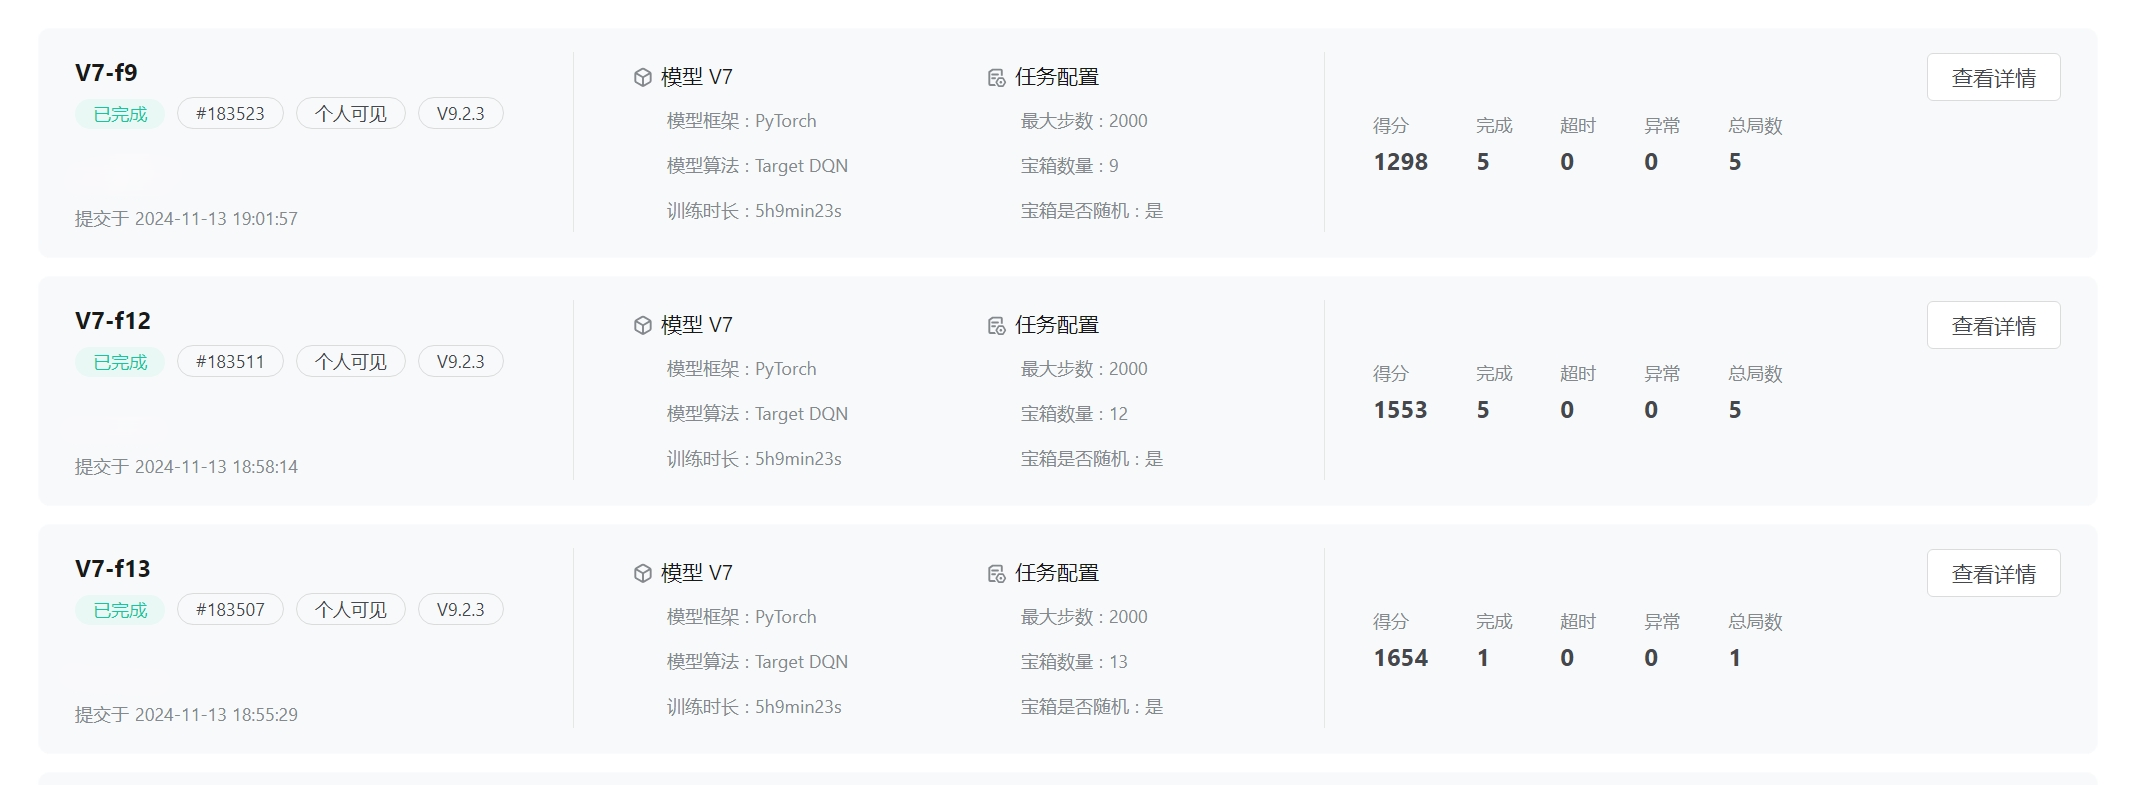 V7-f9
已完成 #183523 个人可见 V9.2.3
提交于 2024-11-13 19:01:57
模型 V7
模型框架 : PyTorch
模型算法 : Target DQN
训练时长 : 5h9min23s
任务配置
最大步数 : 2000
宝箱数量 : 9
宝箱是否随机 : 是
得分 完成 超时 异常 总局数
1298 5 0 0 5
查看详情
V7-f12
已完成 #183511 个人可见 V9.2.3
提交于 2024-11-13 18:58:14
模型 V7
模型框架 : PyTorch
模型算法 : Target DQN
训练时长 : 5h9min23s
任务配置
最大步数 : 2000
宝箱数量 : 12
宝箱是否随机 : 是
得分 完成 超时 异常 总局数
1553 5 0 0 5
查看详情
V7-f13
已完成 #183507 个人可见 V9.2.3
提交于 2024-11-13 18:55:29
模型 V7
模型框架 : PyTorch
模型算法 : Target DQN
训练时长 : 5h9min23s
任务配置
最大步数 : 2000
宝箱数量 : 13
宝箱是否随机 : 是
得分 完成 超时 异常 总局数
1654 1 0 0 1
查看详情